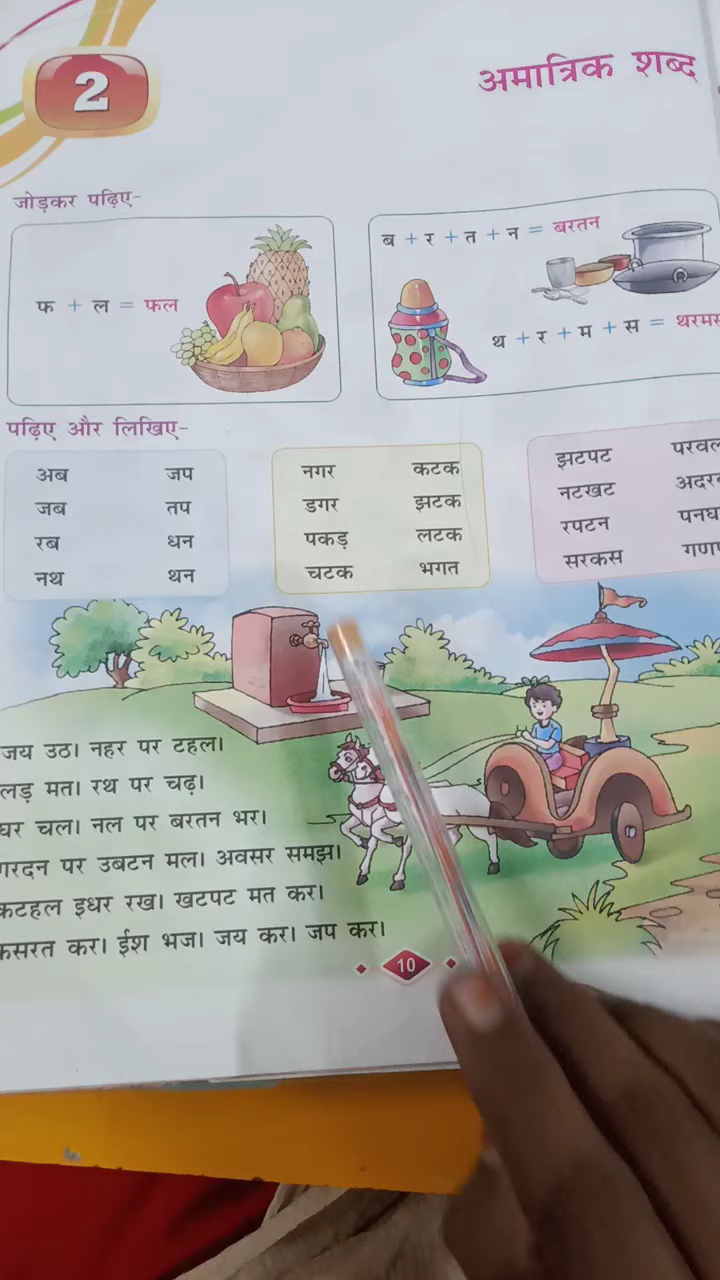 2
अमात्रिक शब्द
जोड़कर पढ़िए-
फ + ल = फल
ब + र + त + न = बरतन
थ + र + म + स = थरमस
पढ़िए और लिखिए-
अब जप
जब तप
रब धन
नथ थन
नगर कटक
डगर झटक
पकड़ लटक
चटक भगत
झटपट
नटखट
रपटन
सरकस
जय उठ। नहर पर टहल।
लड़ मत। रथ पर चढ़।
घर चल। नल पर बरतन भर।
गरदन पर उबटन मल। अवसर समझ।
कटहल इधर रख। खटपट मत कर।
कसरत कर। ईश भज। जय कर। जप कर।
10